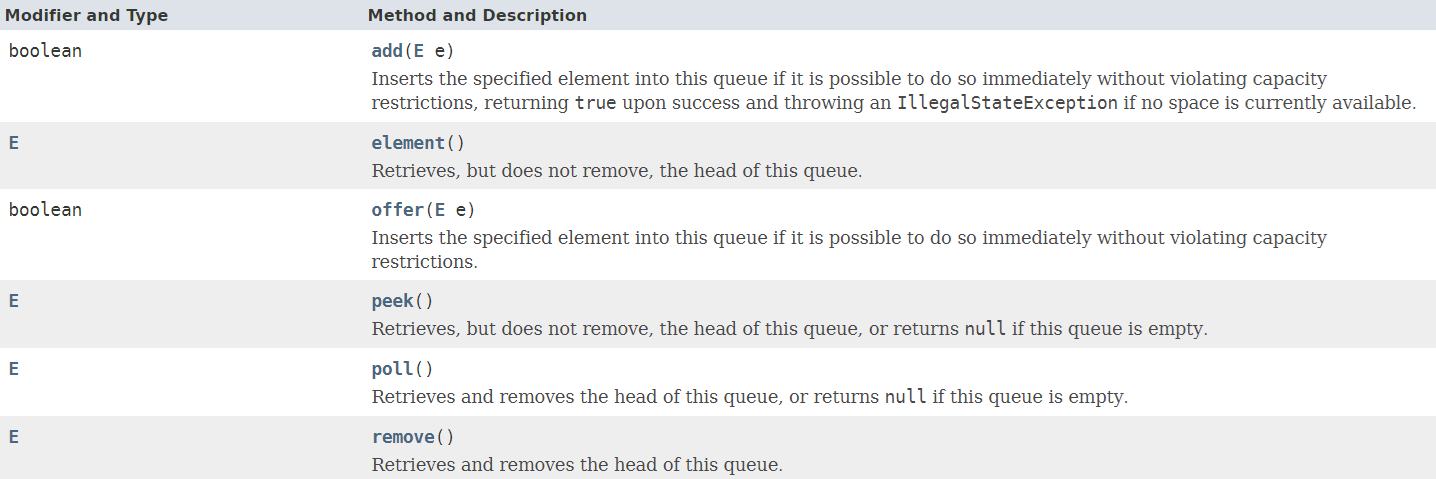 Modifier and Type Method and Description
boolean add(E e)
Inserts the specified element into this queue if it is possible to do so immediately without violating capacity
restrictions, returning true upon success and throwing an IllegalStateException if no space is currently available.
E element()
Retrieves, but does not remove, the head of this queue.
boolean offer(E e)
Inserts the specified element into this queue if it is possible to do so immediately without violating capacity
restrictions.
E peek()
Retrieves, but does not remove, the head of this queue, or returns null if this queue is empty.
E poll()
Retrieves and removes the head of this queue, or returns null if this queue is empty.
E remove()
Retrieves and removes the head of this queue.